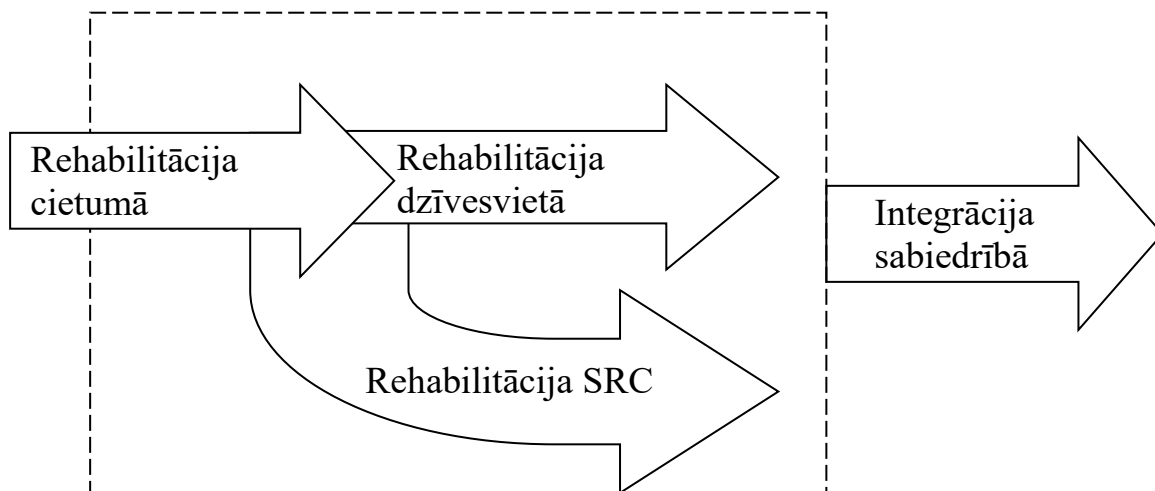 Rehabilitācija
cietumā
Rehabilitācija
dzīvesvietā
Integrācija
sabiedrībā
Rehabilitācija SRC